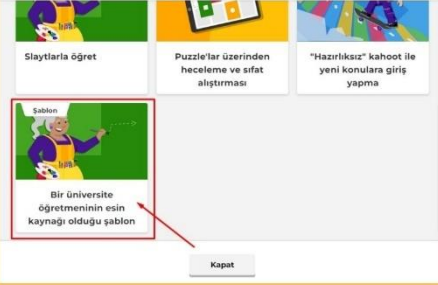 Slaytlarla öğret
Puzzle'lar üzerinden
heceleme ve sıfat
alıştırması
"Hazırlıksız" kahoot ile
yeni konulara giriş
yapma
Şablon
Bir üniversite
öğretmeninin esin
kaynağı olduğu şablon
Kapat